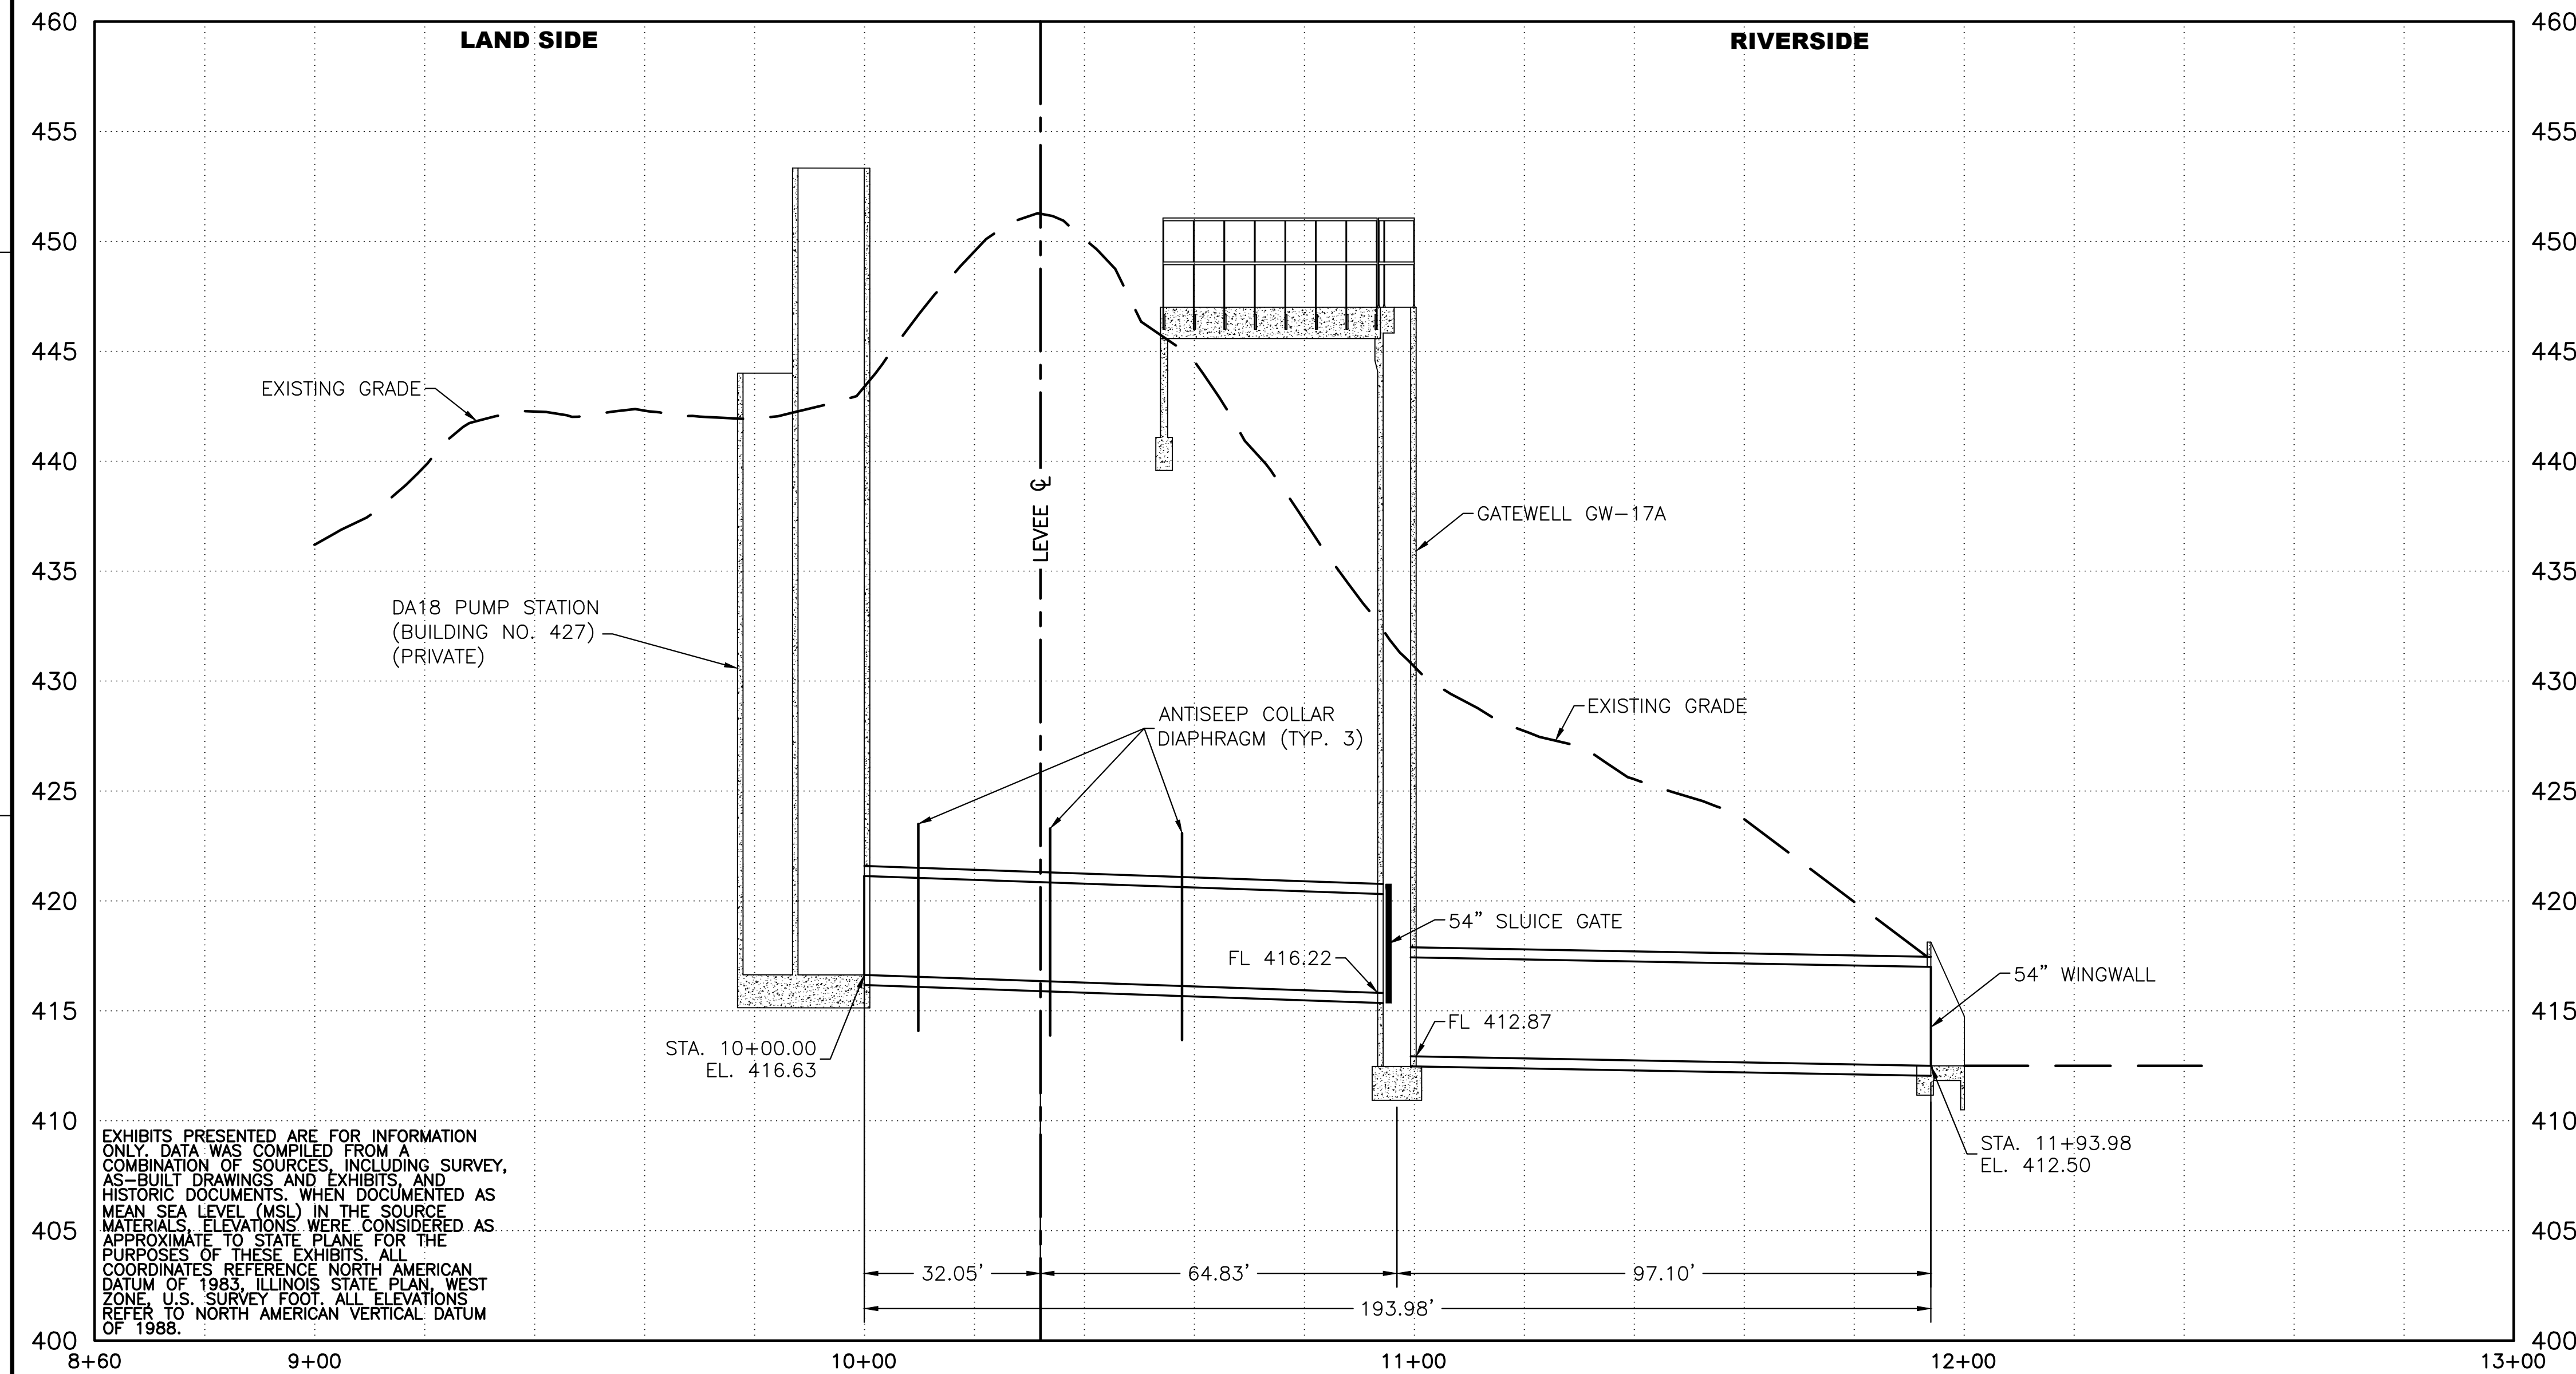 LAND SIDE
RIVERSIDE
460
455
450
445
440
435
430
425
420
415
410
405
400
460
455
450
445
440
435
430
425
420
415
410
405
400
8+60
9+00
10+00
11+00
12+00
13+00
EXISTING GRADE
LEVEE ℄
GATEWELL GW-17A
DA18 PUMP STATION
(BUILDING NO. 427)
(PRIVATE)
ANTISEEP COLLAR
DIAPHRAGM (TYP. 3)
EXISTING GRADE
54" SLUICE GATE
FL 416.22
54" WINGWALL
FL 412.87
STA. 10+00.00
EL. 416.63
STA. 11+93.98
EL. 412.50
32.05'
64.83'
97.10'
193.98'
EXHIBITS PRESENTED ARE FOR INFORMATION
ONLY. DATA WAS COMPILED FROM A
COMBINATION OF SOURCES, INCLUDING SURVEY,
AS-BUILT DRAWINGS AND EXHIBITS, AND
HISTORIC DOCUMENTS. WHEN DOCUMENTED AS
MEAN SEA LEVEL (MSL) IN THE SOURCE
MATERIALS, ELEVATIONS WERE CONSIDERED AS
APPROXIMATE TO STATE PLANE FOR THE
PURPOSES OF THESE EXHIBITS. ALL
COORDINATES REFERENCE NORTH AMERICAN
DATUM OF 1983, ILLINOIS STATE PLAN, WEST
ZONE, U.S. SURVEY FOOT. ALL ELEVATIONS
REFER TO NORTH AMERICAN VERTICAL DATUM
OF 1988.